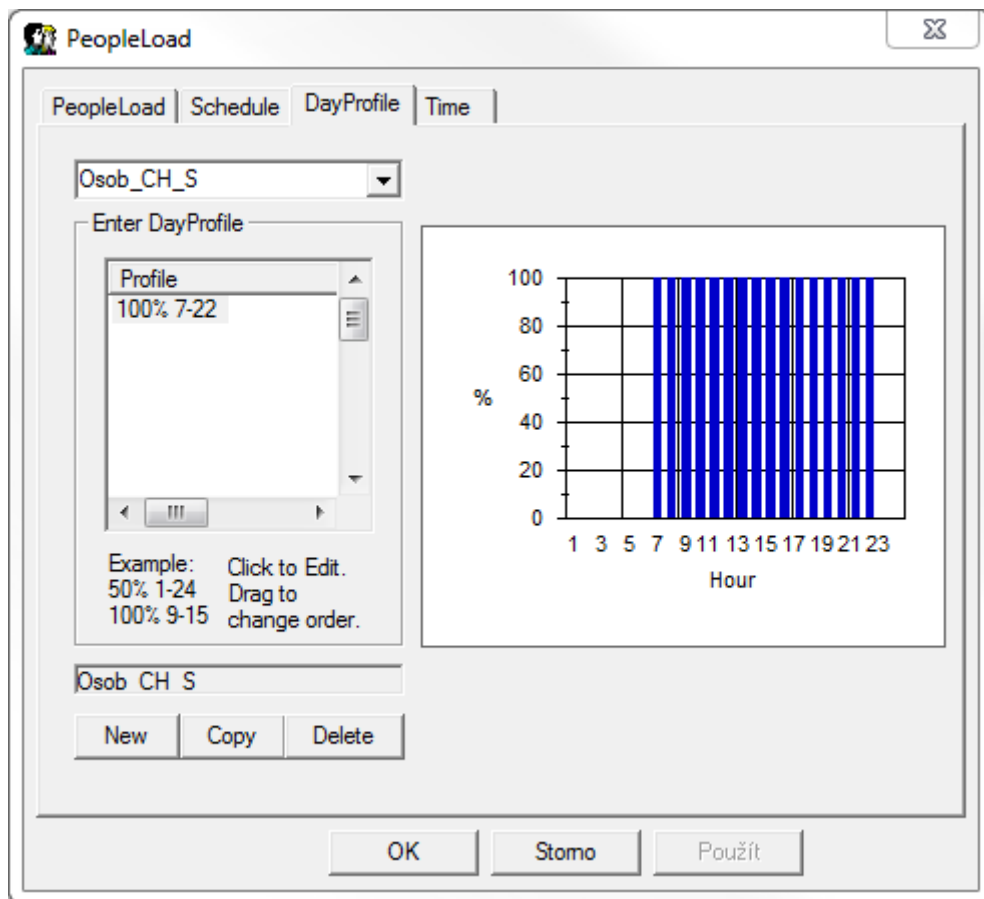 PeopleLoad
PeopleLoad Schedule DayProfile Time
Osob_CH_S
Enter DayProfile
Profile
100% 7-22
Example:
50% 1-24
100% 9-15
Click to Edit.
Drag to
change order.
Osob_CH_S
New Copy Delete
100
80
60
%
40
20
0
1 3 5 7 9 11 13 15 17 19 21 23
Hour
OK Storno Použít